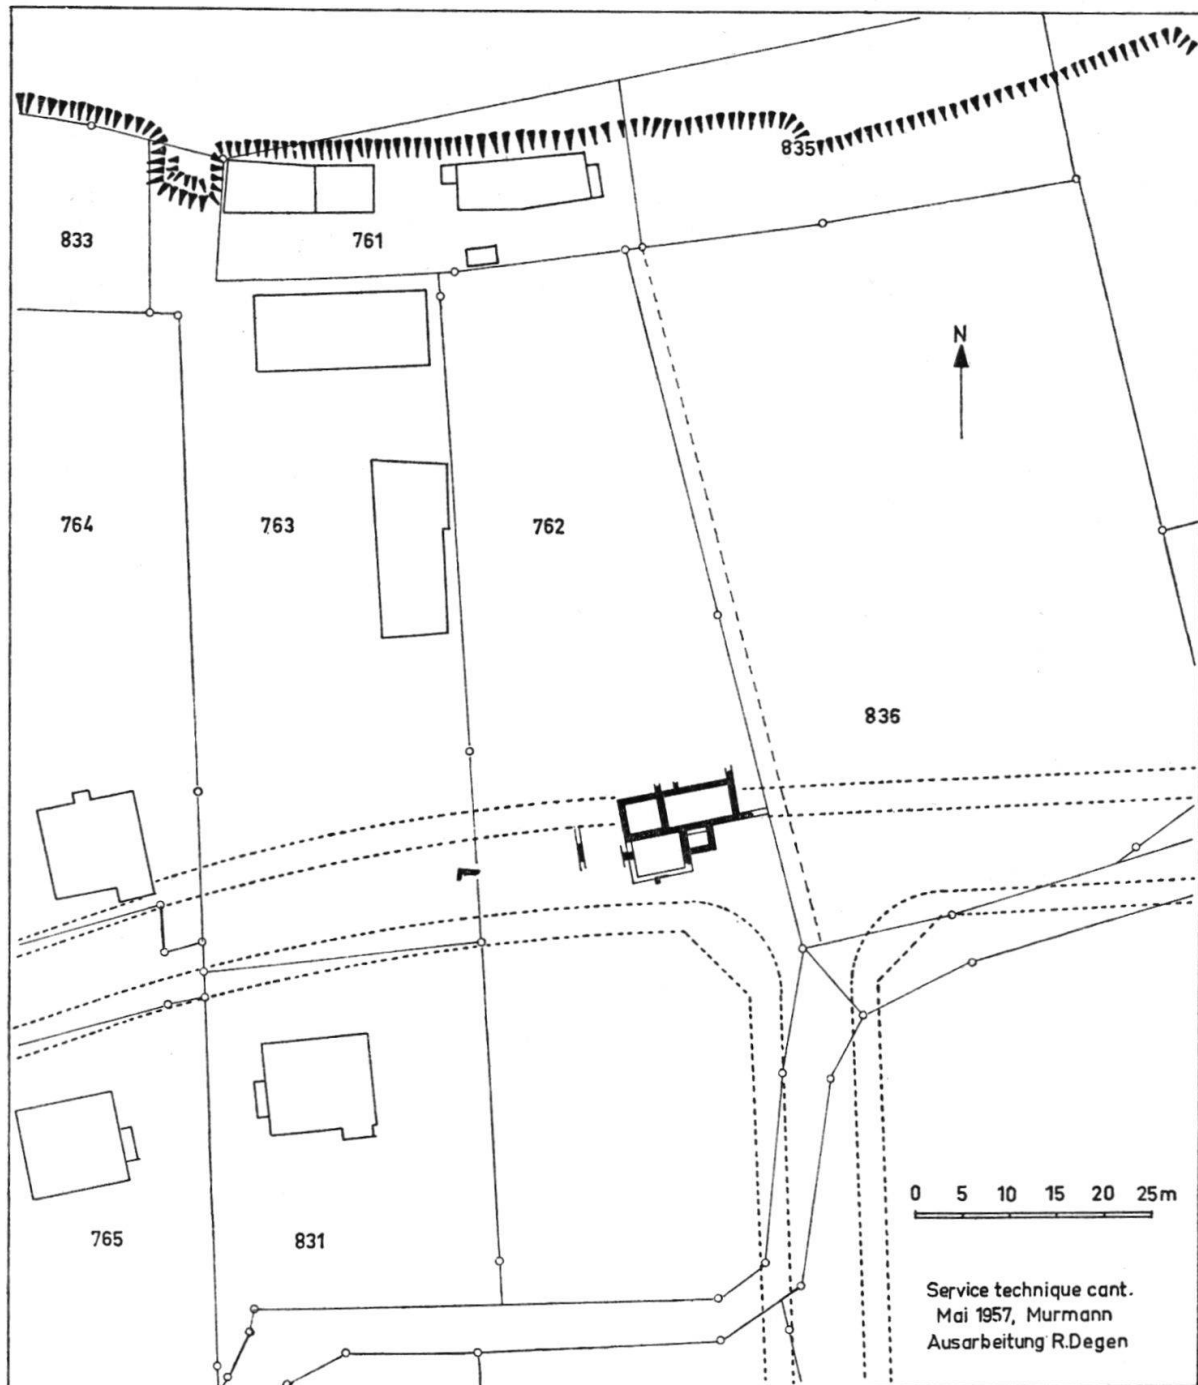 835
833
761
N
764
763
762
836
0 5 10 15 20 25m
765
831
Service technique cant.
Mai 1957, Murmann
Ausarbeitung R.Degen